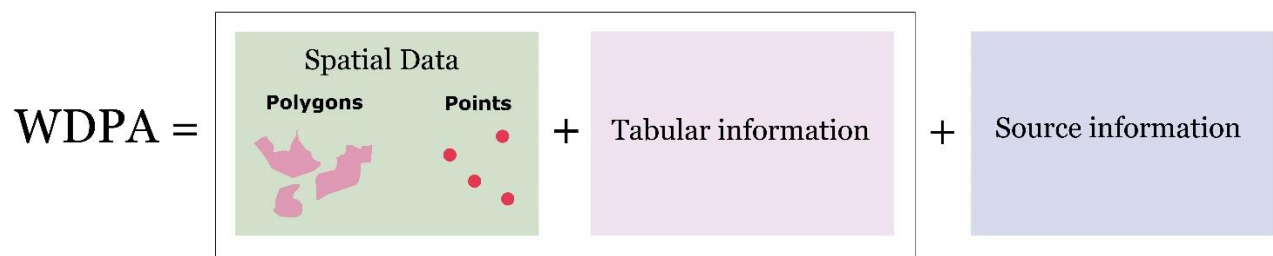 WDPA =
Spatial Data
Polygons
Points
+
Tabular information
+
Source information